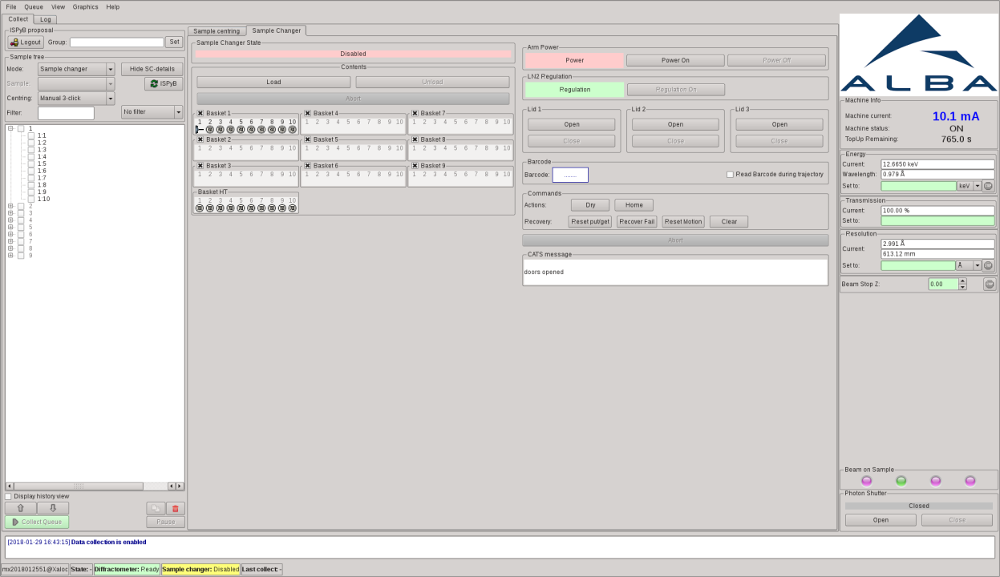 File Queue View Graphics Help
Collect Log
ISPyB proposal
Logout Group: Set
Sample tree
Mode: Sample changer Hide SC-details
Sample: ISPyB
Centring: Manual 3-click
Filter: No filter
1
1:1
1:2
1:3
1:4
1:5
1:6
1:7
1:8
1:9
1:10
2
3
4
5
6
7
8
9
Display history view
Collect Queue Pause
Sample centring Sample Changer
Sample Changer State
Disabled
Contents
Load Unload
Abort
Basket 1 Basket 4 Basket 7
1 2 3 4 5 6 7 8 9 10 1 2 3 4 5 6 7 8 9 10 1 2 3 4 5 6 7 8 9 10
Basket 2 Basket 5 Basket 8
1 2 3 4 5 6 7 8 9 10 1 2 3 4 5 6 7 8 9 10 1 2 3 4 5 6 7 8 9 10
Basket 3 Basket 6 Basket 9
1 2 3 4 5 6 7 8 9 10 1 2 3 4 5 6 7 8 9 10 1 2 3 4 5 6 7 8 9 10
Basket HT
1 2 3 4 5 6 7 8 9 10
Arm Power
Power Power On Power Off
LN2 Regulation
Regulation Regulation On
Lid 1 Lid 2 Lid 3
Open Open Open
Close Close Close
Barcode
Barcode: ........ Read Barcode during trajectory
Commands
Actions: Dry Home
Recovery: Reset put/get Recover Fail Reset Motion Clear
Abort
CATS message
doors opened
ALBA
Machine Info
Machine current: 10.1 mA
Machine status: ON
TopUp Remaining: 765.0 s
Energy
Current: 12.6650 keV
Wavelength: 0.979 Å
Set to: keV
Transmission
Current: 100.00 %
Set to:
Resolution
Current: 2.991 Å
613.12 mm
Set to: Å
Beam Stop Z: 0.00
Beam on Sample
Photon Shutter
Closed
Open Close
[2018-01-29 16:43:15] Data collection is enabled
mx2018012551@Xaloc State: - Diffractometer: Ready Sample changer: Disabled Last collect: -